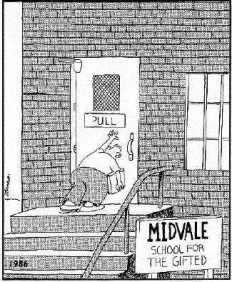 PULL
MIDVALE
SCHOOL FOR
THE GIFTED
1986